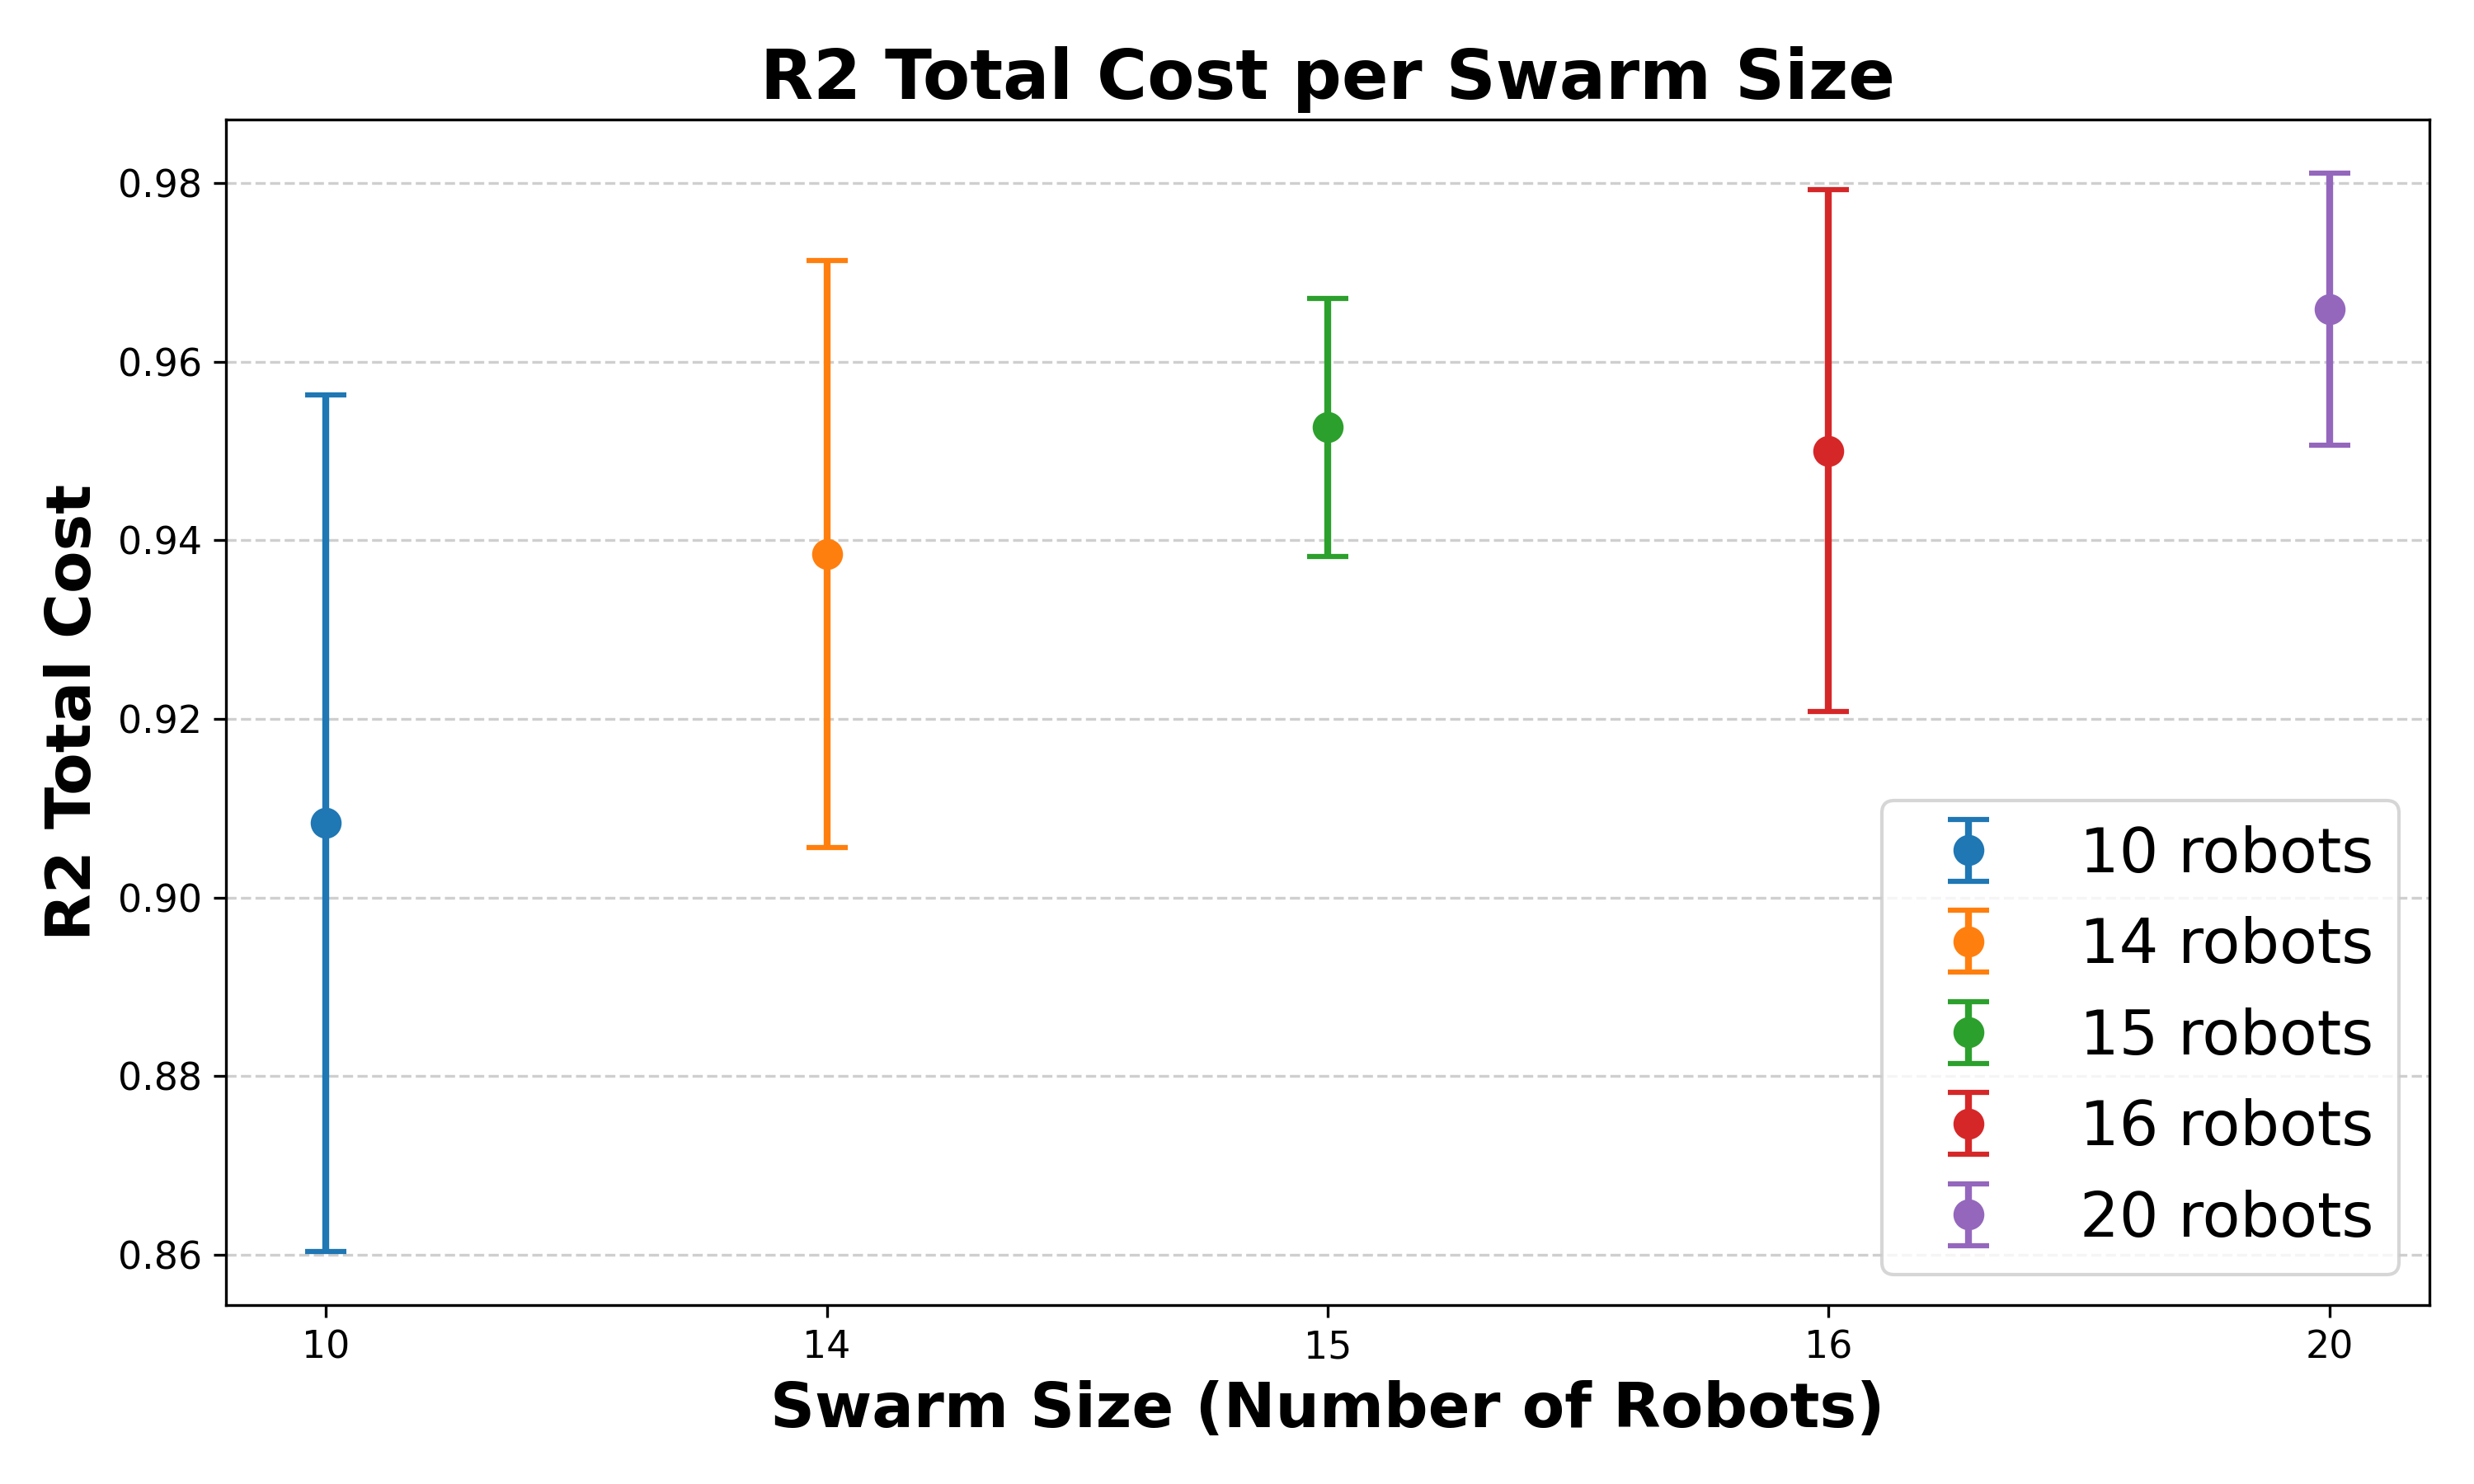 R2 Total Cost per Swarm Size
R2 Total Cost
0.98
0.96
0.94
0.92
0.90
0.88
0.86
10 robots
14 robots
15 robots
16 robots
20 robots
10 14 15 16 20
Swarm Size (Number of Robots)